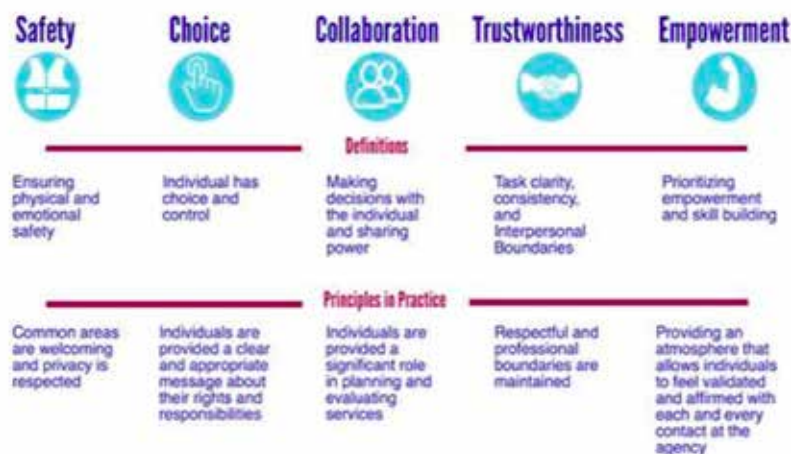 Safety
Choice
Collaboration
Trustworthiness
Empowerment
Definitions
Ensuring
physical and
emotional
safety
Individual has
choice and
control
Making
decisions with
the individual
and sharing
power
Task clarity,
consistency,
and
Interpersonal
Boundaries
Prioritizing
empowerment
and skill building
Principles in Practice
Common areas
are welcoming
and privacy is
respected
Individuals are
provided a clear
and appropriate
message about
their rights and
responsibilities
Individuals are
provided a
significant role
in planning and
evaluating
services
Respectful and
professional
boundaries are
maintained
Providing an
atmosphere that
allows individuals
to feel validated
and affirmed with
each and every
contact at the
agency